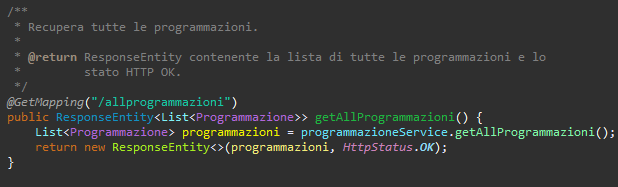 /**
 * Recupera tutte le programmazioni.
 *
 * @return ResponseEntity contenente la lista di tutte le programmazioni e lo
 *         stato HTTP OK.
 */
@GetMapping("/allprogrammazioni")
public ResponseEntity<List<Programmazione>> getAllProgrammazioni() {
    List<Programmazione> programmazioni = programmazioneService.getAllProgrammazioni();
    return new ResponseEntity<>(programmazioni, HttpStatus.OK);
}